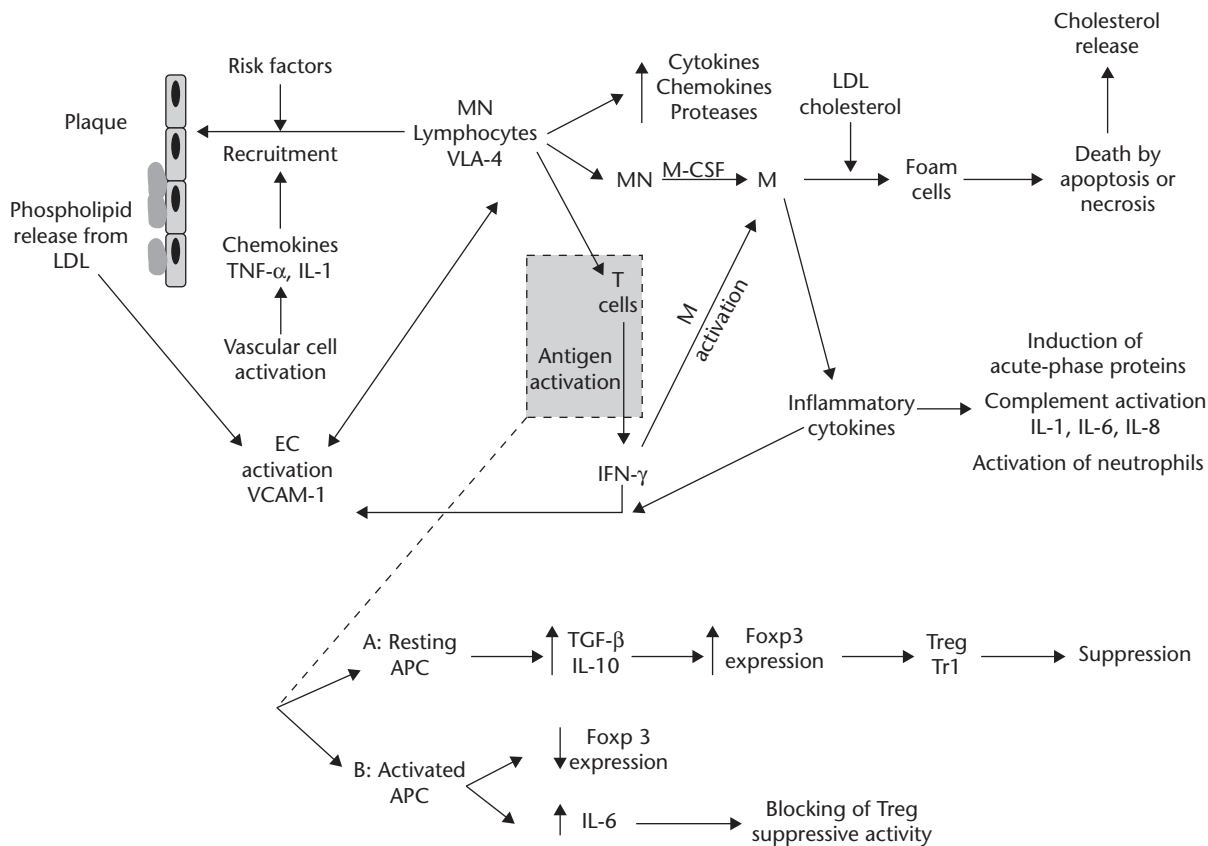 Cholesterol
release
Risk factors
Cytokines
Chemokines
Proteases
LDL
cholesterol
Plaque
MN
Lymphocytes
VLA-4
Recruitment
MN
M-CSF
M
Foam
cells
Death by
apoptosis or
necrosis
Phospholipid
release from
LDL
Chemokines
TNF-α, IL-1
T
cells
M
activation
Vascular cell
activation
Antigen
activation
Induction of
acute-phase proteins
Inflammatory
cytokines
Complement activation
IL-1, IL-6, IL-8
Activation of neutrophils
EC
activation
VCAM-1
IFN-γ
A: Resting
APC
TGF-β
IL-10
Foxp3
expression
Treg
Tr1
Suppression
B: Activated
APC
Foxp 3
expression
IL-6
Blocking of Treg
suppressive activity